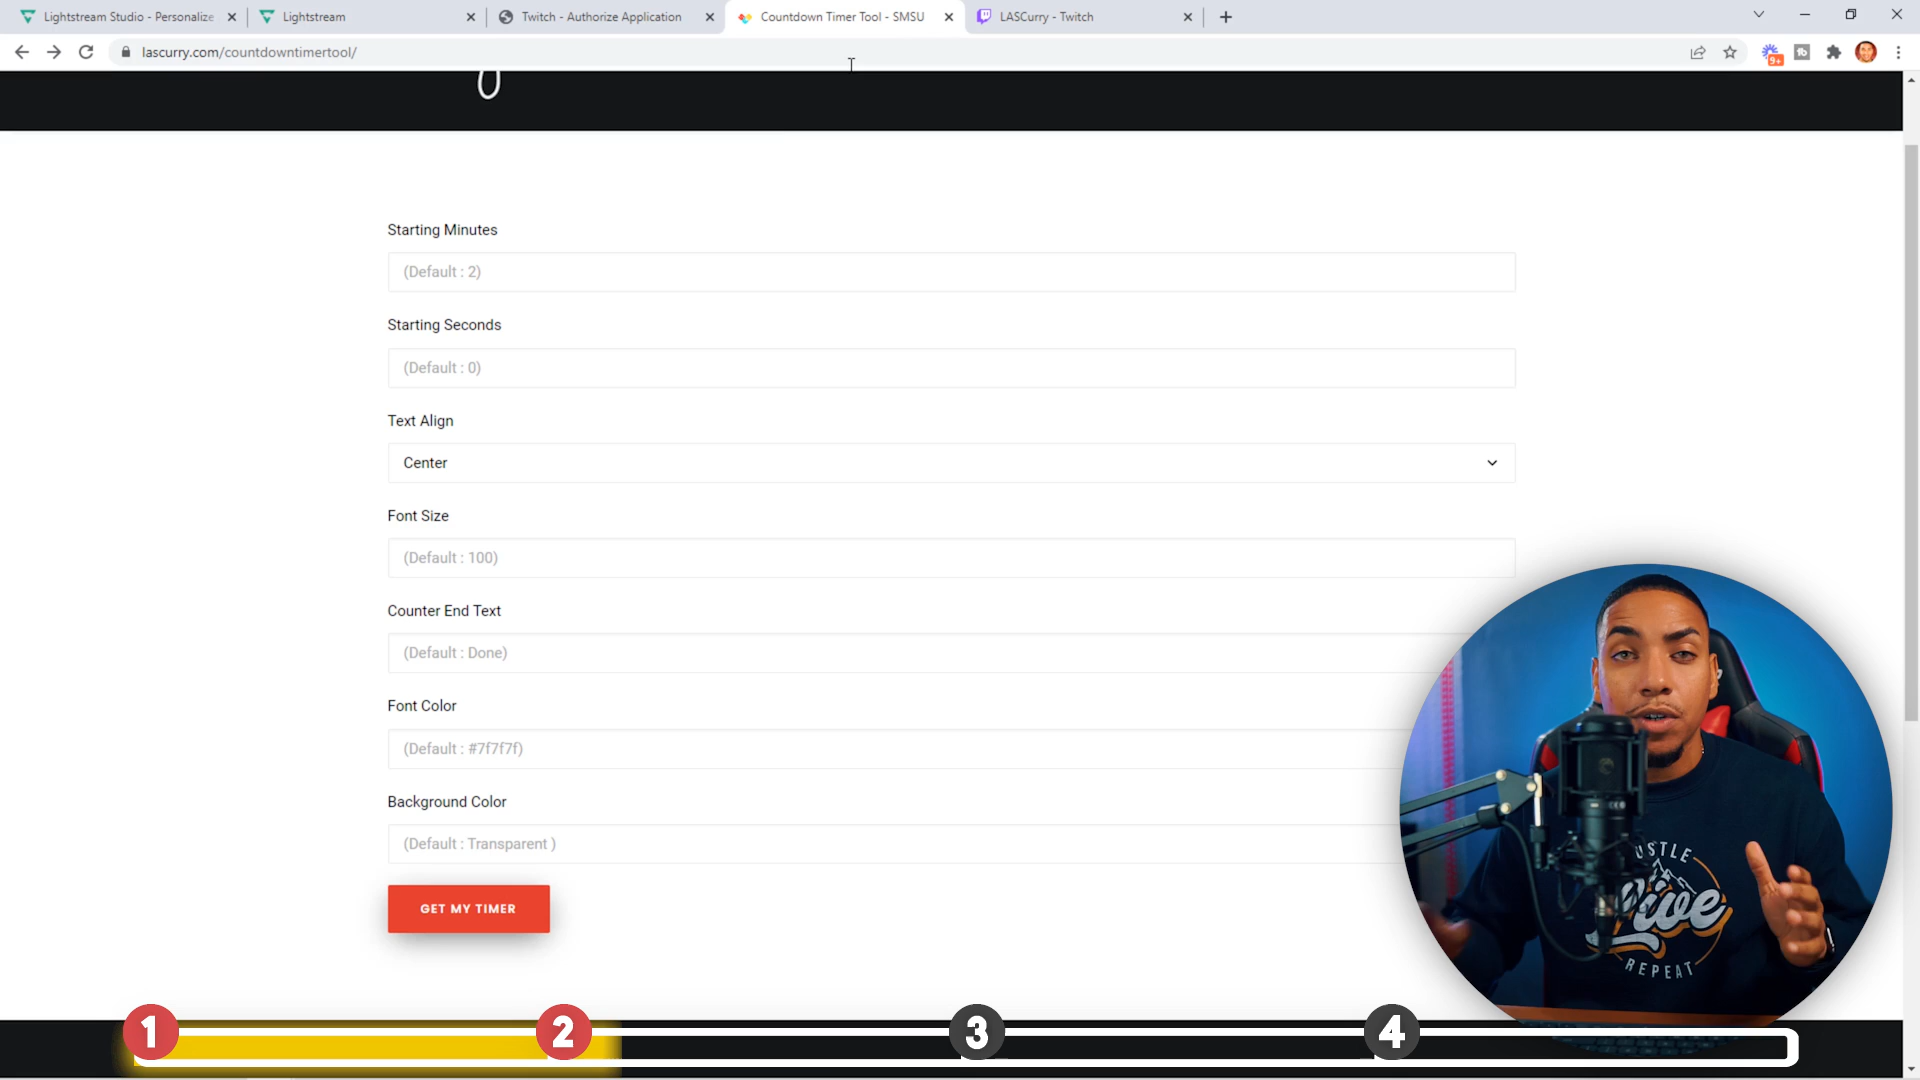 Lightstream Studio - Personalize
Lightstream
Twitch - Authorize Application
Countdown Timer Tool - SMSU
LASCurry - Twitch
lascurry.com/countdowntimertool/
9+
Starting Minutes
(Default : 2)
Starting Seconds
(Default : 0)
Text Align
Center
Font Size
(Default : 100)
Counter End Text
(Default : Done)
Font Color
(Default : #7f7f7f)
Background Color
(Default : Transparent )
GET MY TIMER
USTLE
Live
REPEAT
1
2
3
4